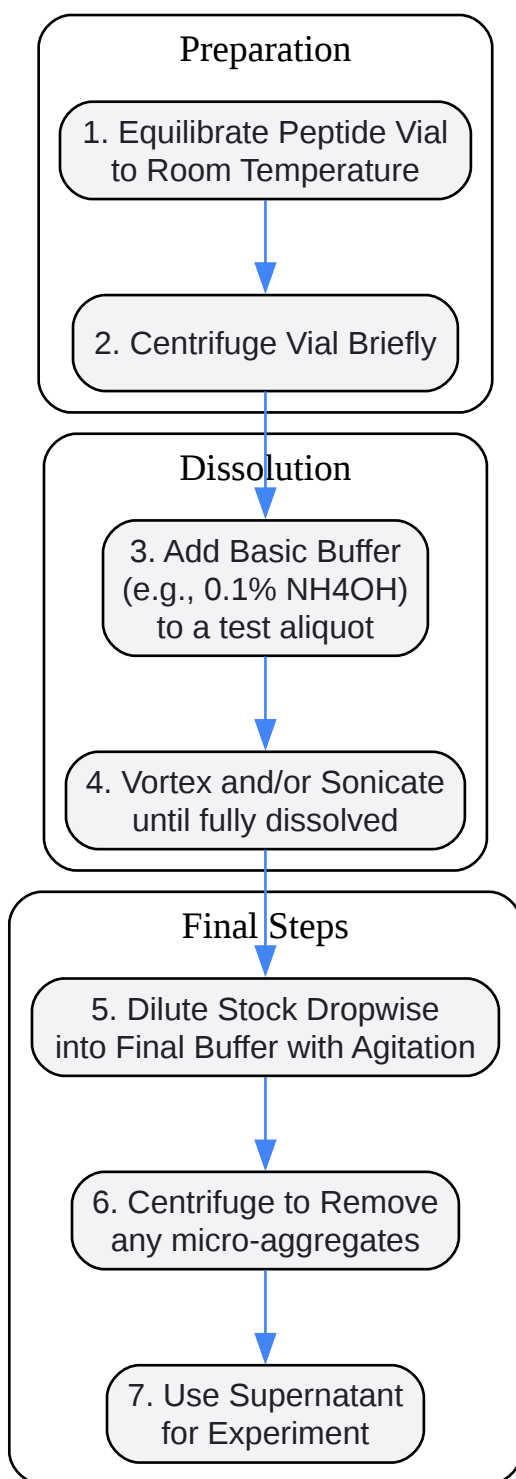 Preparation
1. Equilibrate Peptide Vial
to Room Temperature
2. Centrifuge Vial Briefly
Dissolution
3. Add Basic Buffer
(e.g., 0.1% NH4OH)
to a test aliquot
4. Vortex and/or Sonicate
until fully dissolved
Final Steps
5. Dilute Stock Dropwise
into Final Buffer with Agitation
6. Centrifuge to Remove
any micro-aggregates
7. Use Supernatant
for Experiment